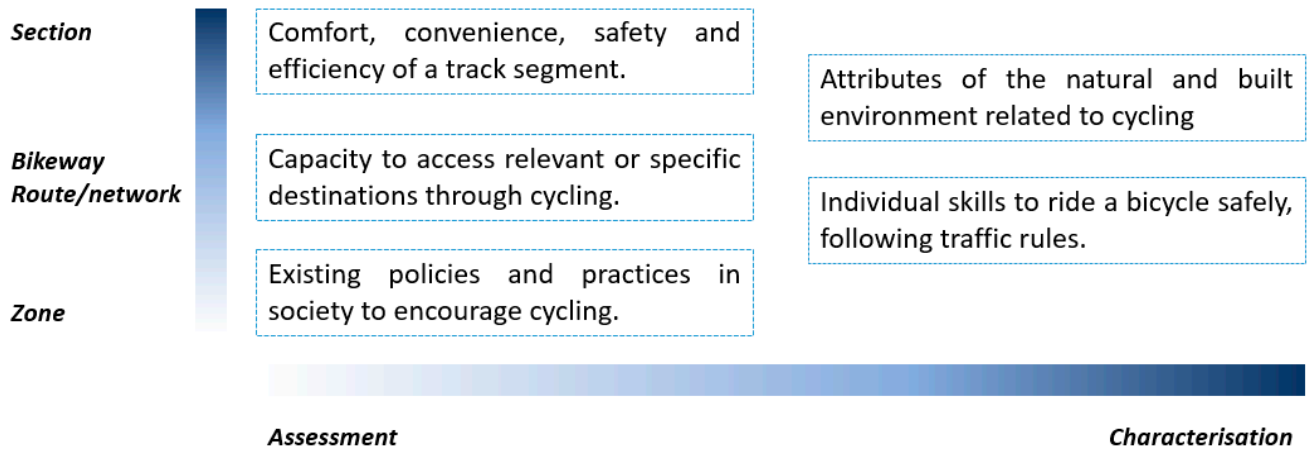 Section
Comfort, convenience, safety and
efficiency of a track segment.
Attributes of the natural and built
environment related to cycling
Bikeway
Route/network
Capacity to access relevant or specific
destinations through cycling.
Individual skills to ride a bicycle safely,
following traffic rules.
Zone
Existing policies and practices in
society to encourage cycling.
Assessment
Characterisation